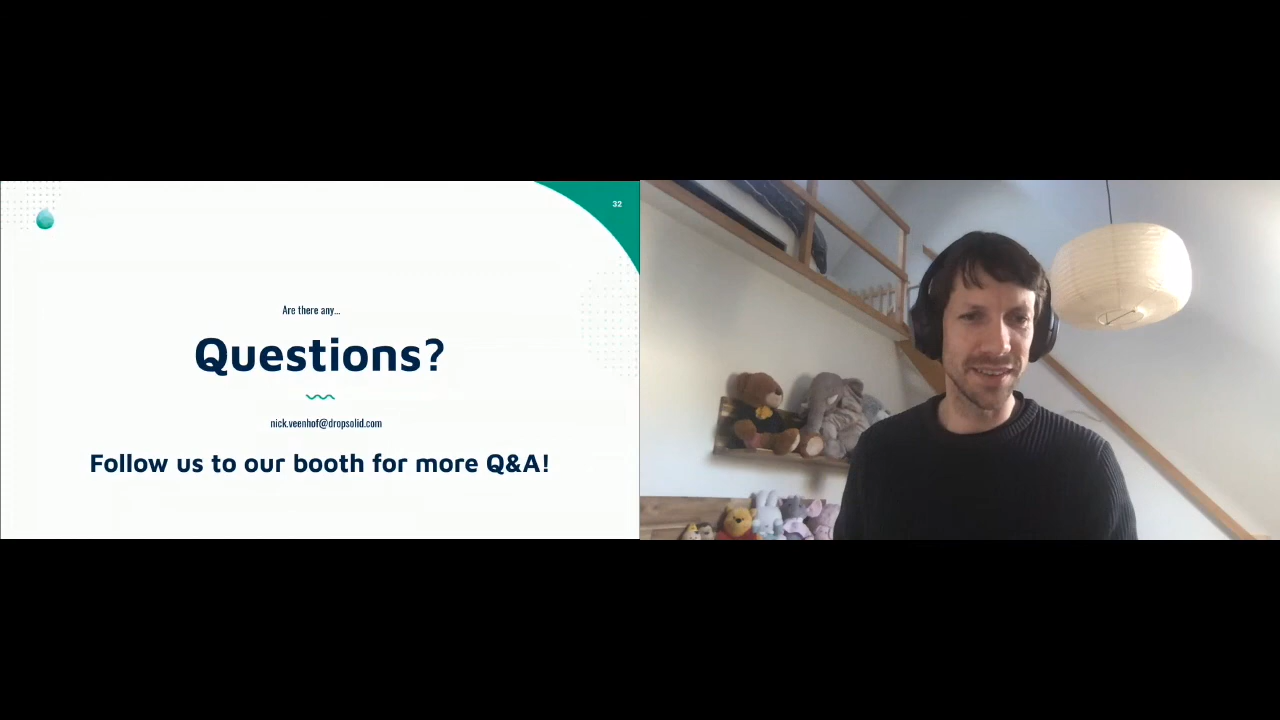 32
Are there any...
Questions?
nick.veenhof@dropsolid.com
Follow us to our booth for more Q&A!